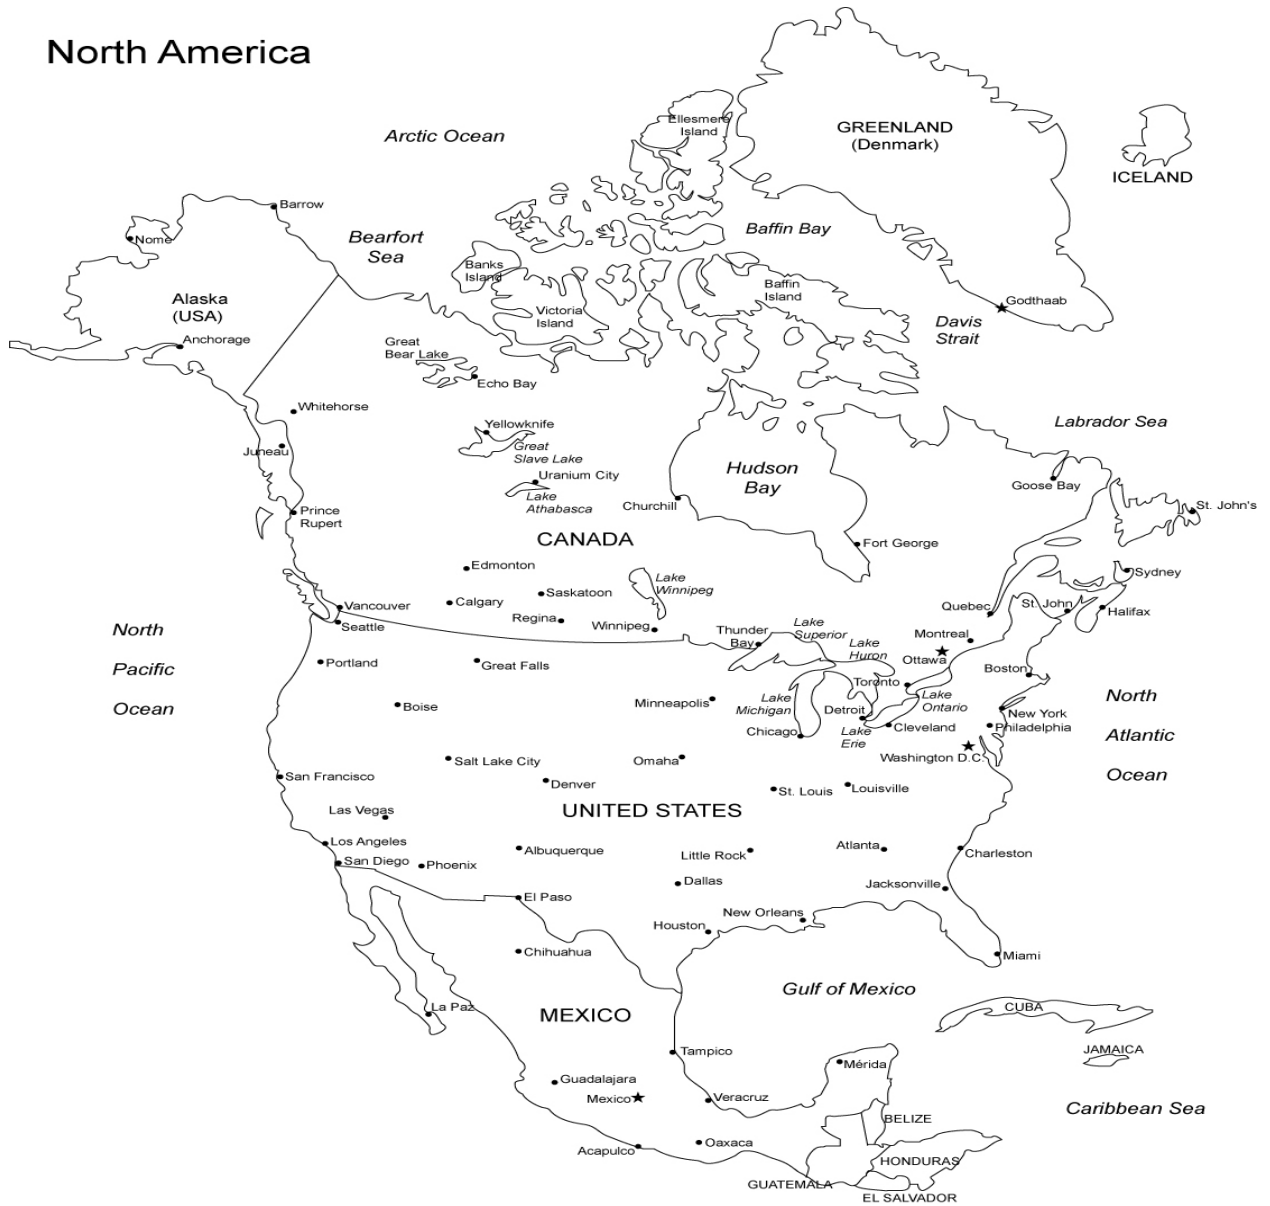 North America
Arctic Ocean
Ellesmere
Island
GREENLAND
(Denmark)
ICELAND
Barrow
Nome
Bearfort
Sea
Baffin Bay
Banks
Island
Baffin
Island
Alaska
(USA)
Victoria
Island
Godthaab
Davis
Strait
Anchorage
Great
Bear Lake
Echo Bay
Whitehorse
Labrador Sea
Yellowknife
Juneau
Great
Slave Lake
Hudson
Bay
Uranium City
Goose Bay
Lake
Athabasca
Churchill
St. John's
Prince
Rupert
CANADA
Fort George
Edmonton
Sydney
Lake
Winnipeg
Saskatoon
Calgary
Vancouver
Quebec
St. John
Halifax
Regina
Winnipeg
Seattle
North
Pacific
Ocean
Thunder
Bay
Lake
Superior
Lake
Huron
Montreal
Ottawa
Portland
Great Falls
Boston
Toronto
Lake
Ontario
North
Atlantic
Ocean
Boise
Minneapolis
Lake
Michigan
Detroit
New York
Philadelphia
Chicago
Lake
Erie
Cleveland
Salt Lake City
Omaha
Washington D.C.
San Francisco
Denver
St. Louis
Louisville
UNITED STATES
Las Vegas
Los Angeles
Albuquerque
Little Rock
Atlanta
Charleston
San Diego
Phoenix
Dallas
Jacksonville
El Paso
Houston
New Orleans
Chihuahua
Miami
Gulf of Mexico
La Paz
MEXICO
CUBA
JAMAICA
Tampico
Mérida
Guadalajara
Mexico
Veracruz
Caribbean Sea
BELIZE
Acapulco
Oaxaca
HONDURAS
GUATEMALA
EL SALVADOR